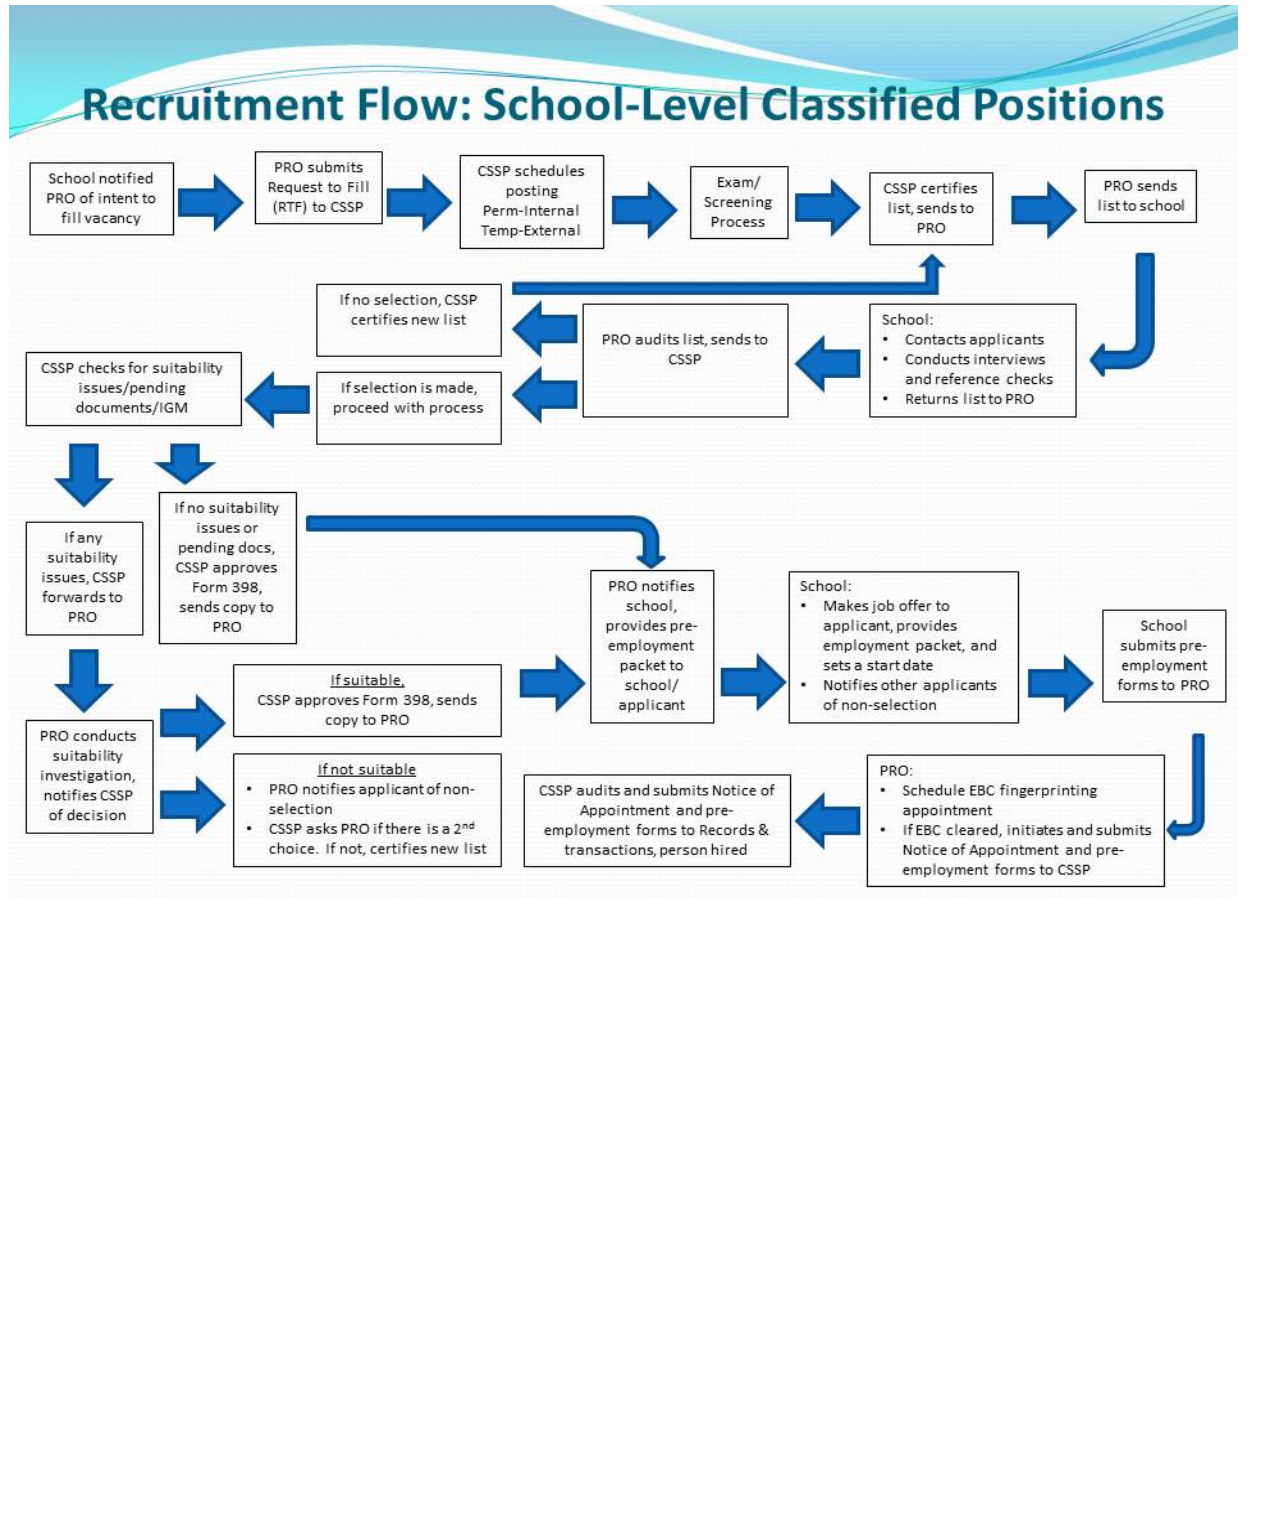 Recruitment Flow: School-Level Classified Positions
School notified
PRO of intent to
fill vacancy
PRO submits
Request to Fill
(RTF) to CSSP
CSSP schedules
posting
Perm-Internal
Temp-External
Exam/
Screening
Process
CSSP certifies
list, sends to
PRO
PRO sends
list to school
School:
• Contacts applicants
• Conducts interviews
and reference checks
• Returns list to PRO
PRO audits list, sends to
CSSP
If no selection, CSSP
certifies new list
If selection is made,
proceed with process
CSSP checks for suitability
issues/pending
documents/IGM
If any
suitability
issues, CSSP
forwards to
PRO
If no suitability
issues or
pending docs,
CSSP approves
Form 398,
sends copy to
PRO
PRO conducts
suitability
investigation,
notifies CSSP
of decision
If suitable,
CSSP approves Form 398, sends
copy to PRO
If not suitable
• PRO notifies applicant of non-
selection
• CSSP asks PRO if there is a 2nd
choice. If not, certifies new list
PRO notifies
school,
provides pre-
employment
packet to
school/
applicant
School:
• Makes job offer to
applicant, provides
employment packet, and
sets a start date
• Notifies other applicants
of non-selection
School
submits pre-
employment
forms to PRO
PRO:
• Schedule EBC fingerprinting
appointment
• If EBC cleared, initiates and submits
Notice of Appointment and pre-
employment forms to CSSP
CSSP audits and submits Notice of
Appointment and pre-
employment forms to Records &
transactions, person hired